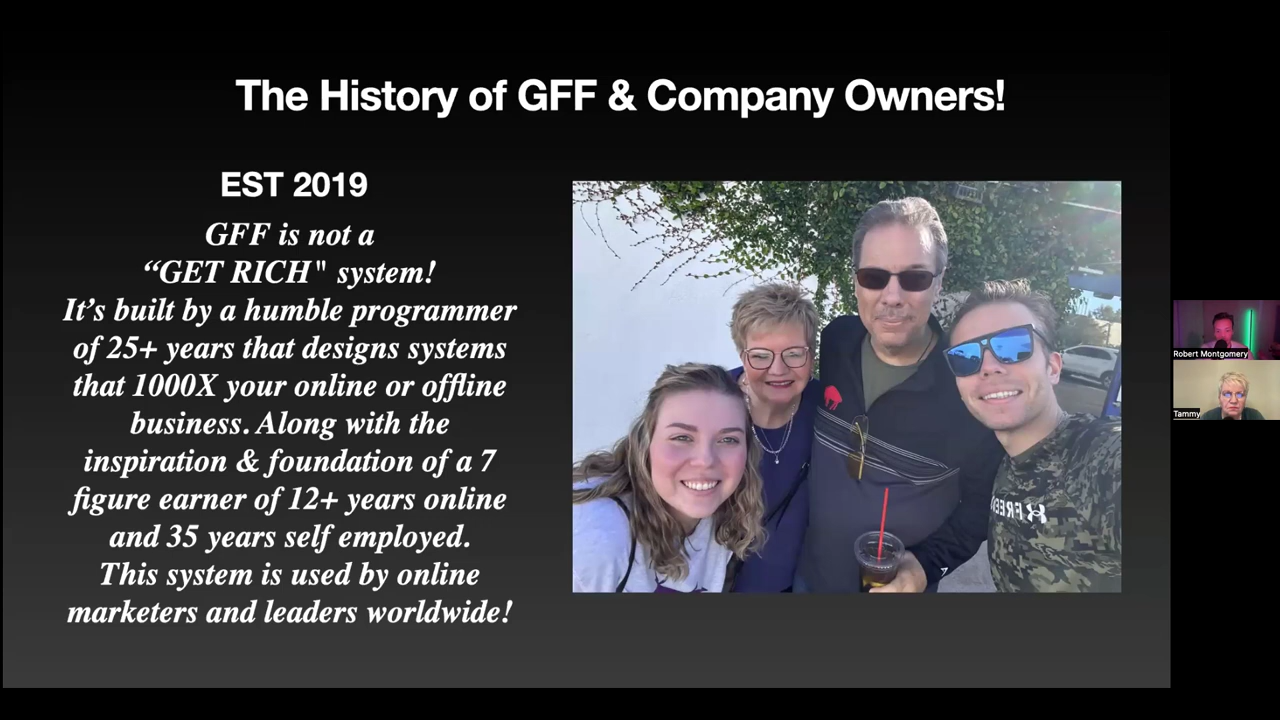 The History of GFF & Company Owners!
EST 2019
GFF is not a
“GET RICH" system!
It’s built by a humble programmer
of 25+ years that designs systems
that 1000X your online or offline
business. Along with the
inspiration & foundation of a 7
figure earner of 12+ years online
and 35 years self employed.
This system is used by online
marketers and leaders worldwide!
Robert Montgomery
Tammy